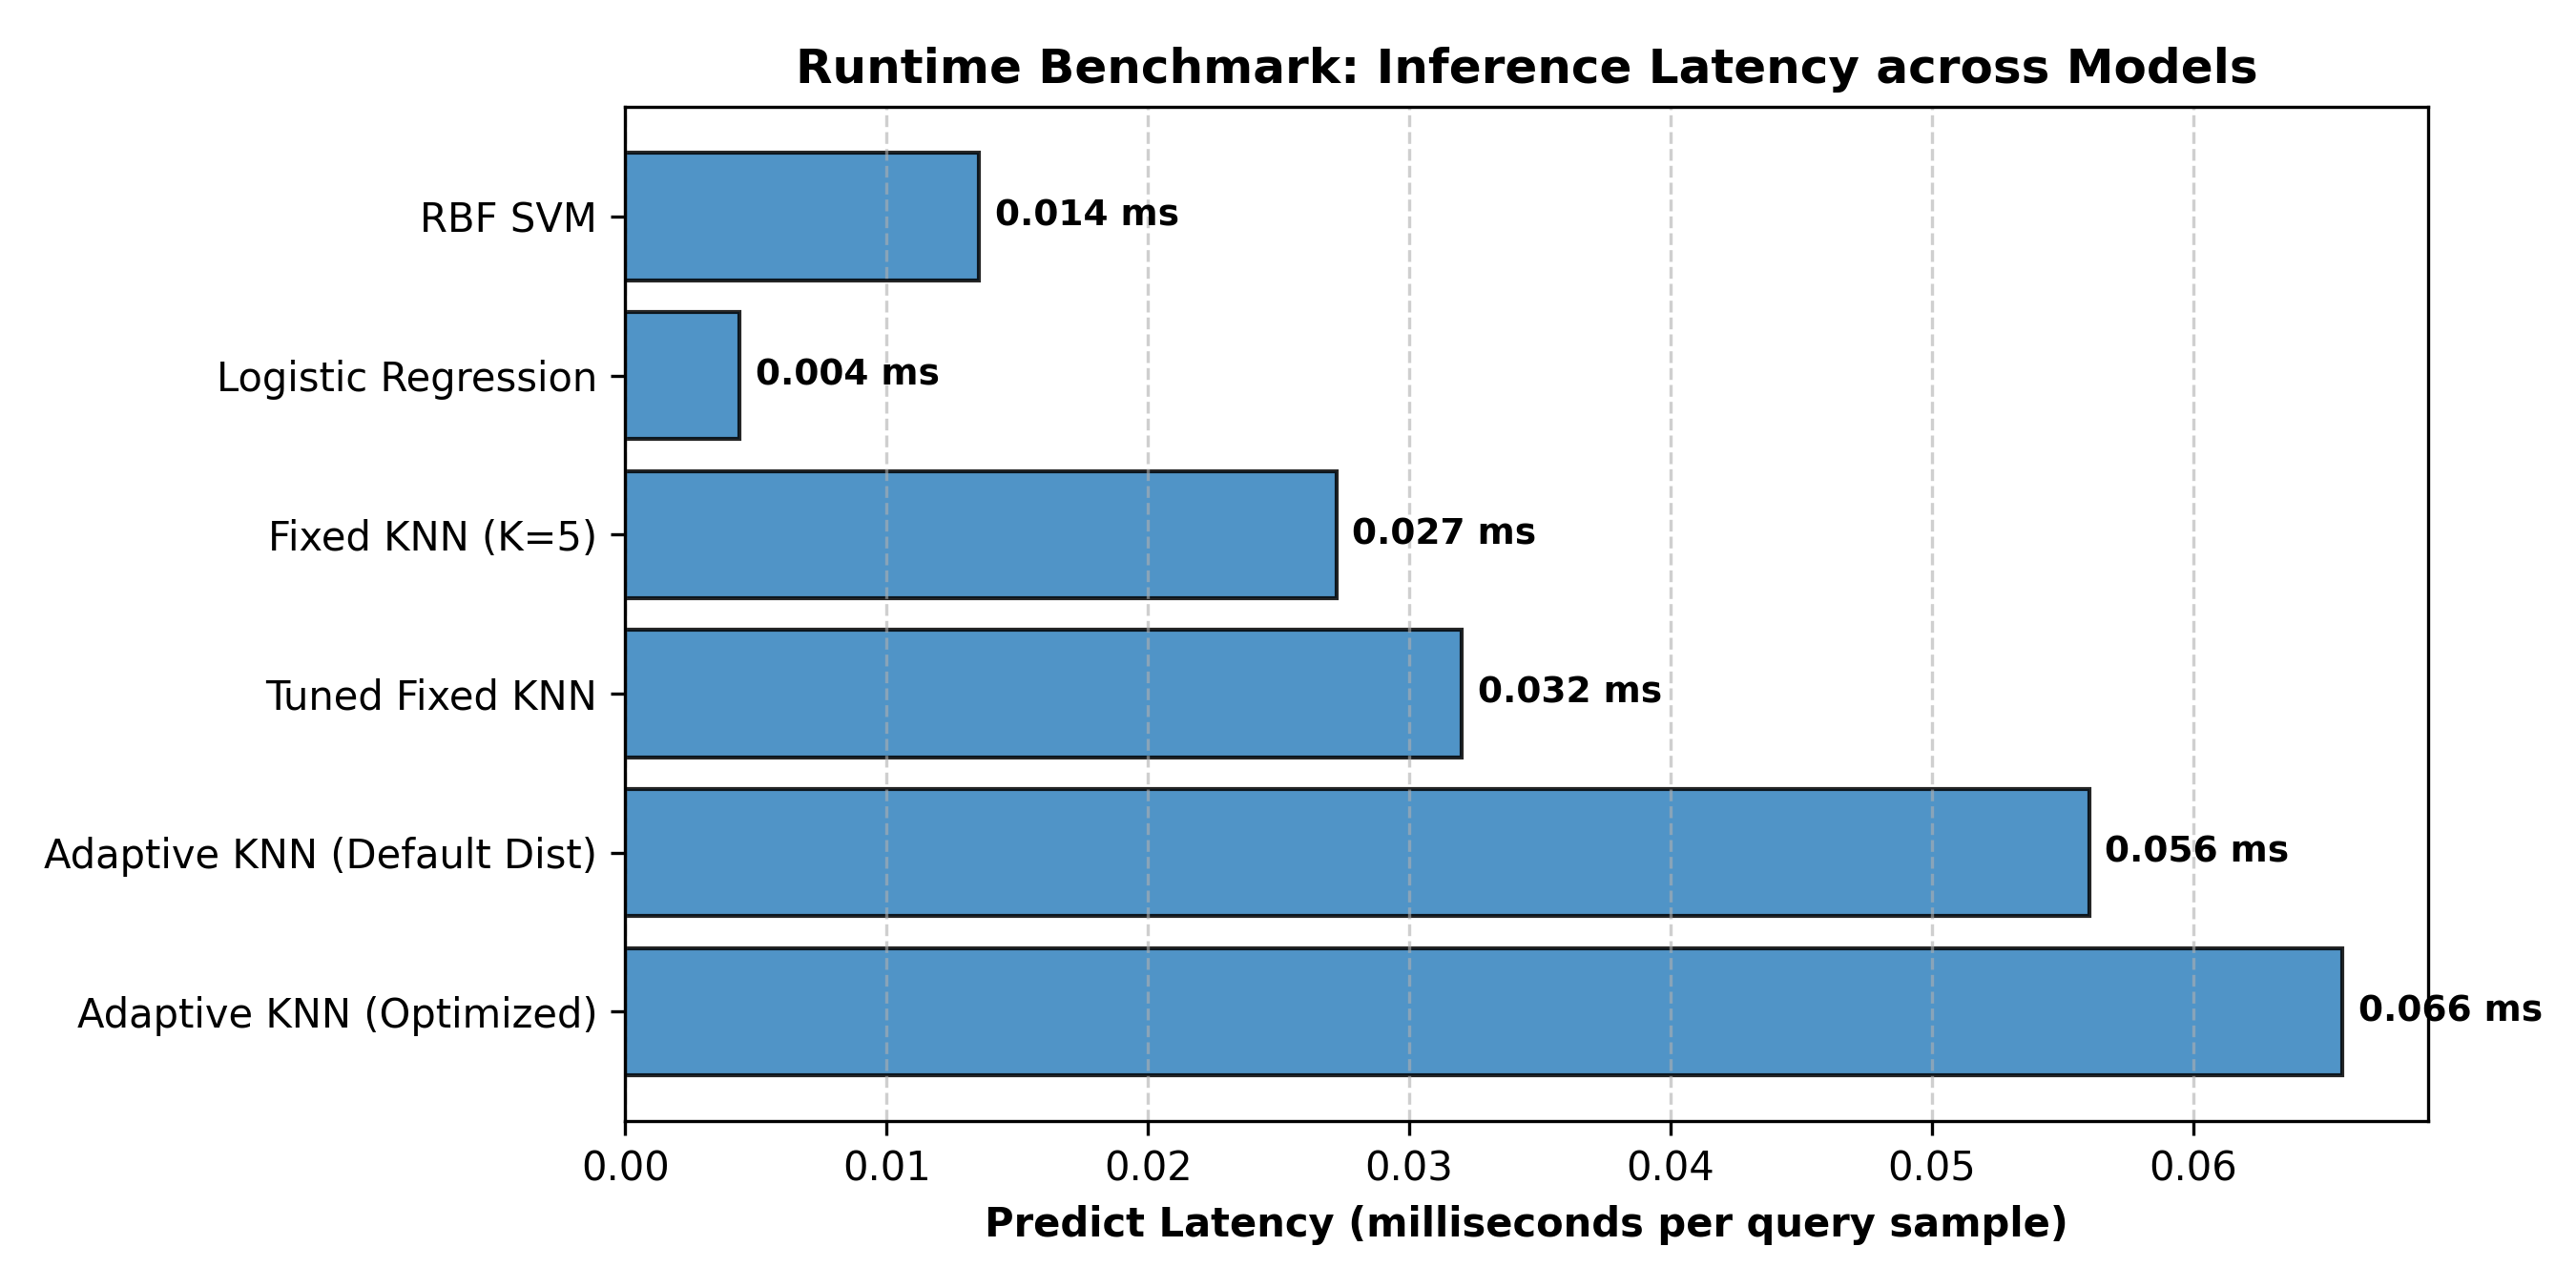 Runtime Benchmark: Inference Latency across Models
RBF SVM
0.014 ms
Logistic Regression
0.004 ms
Fixed KNN (K=5)
0.027 ms
Tuned Fixed KNN
0.032 ms
Adaptive KNN (Default Dist)
0.056 ms
Adaptive KNN (Optimized)
0.066 ms
0.00 0.01 0.02 0.03 0.04 0.05 0.06
Predict Latency (milliseconds per query sample)